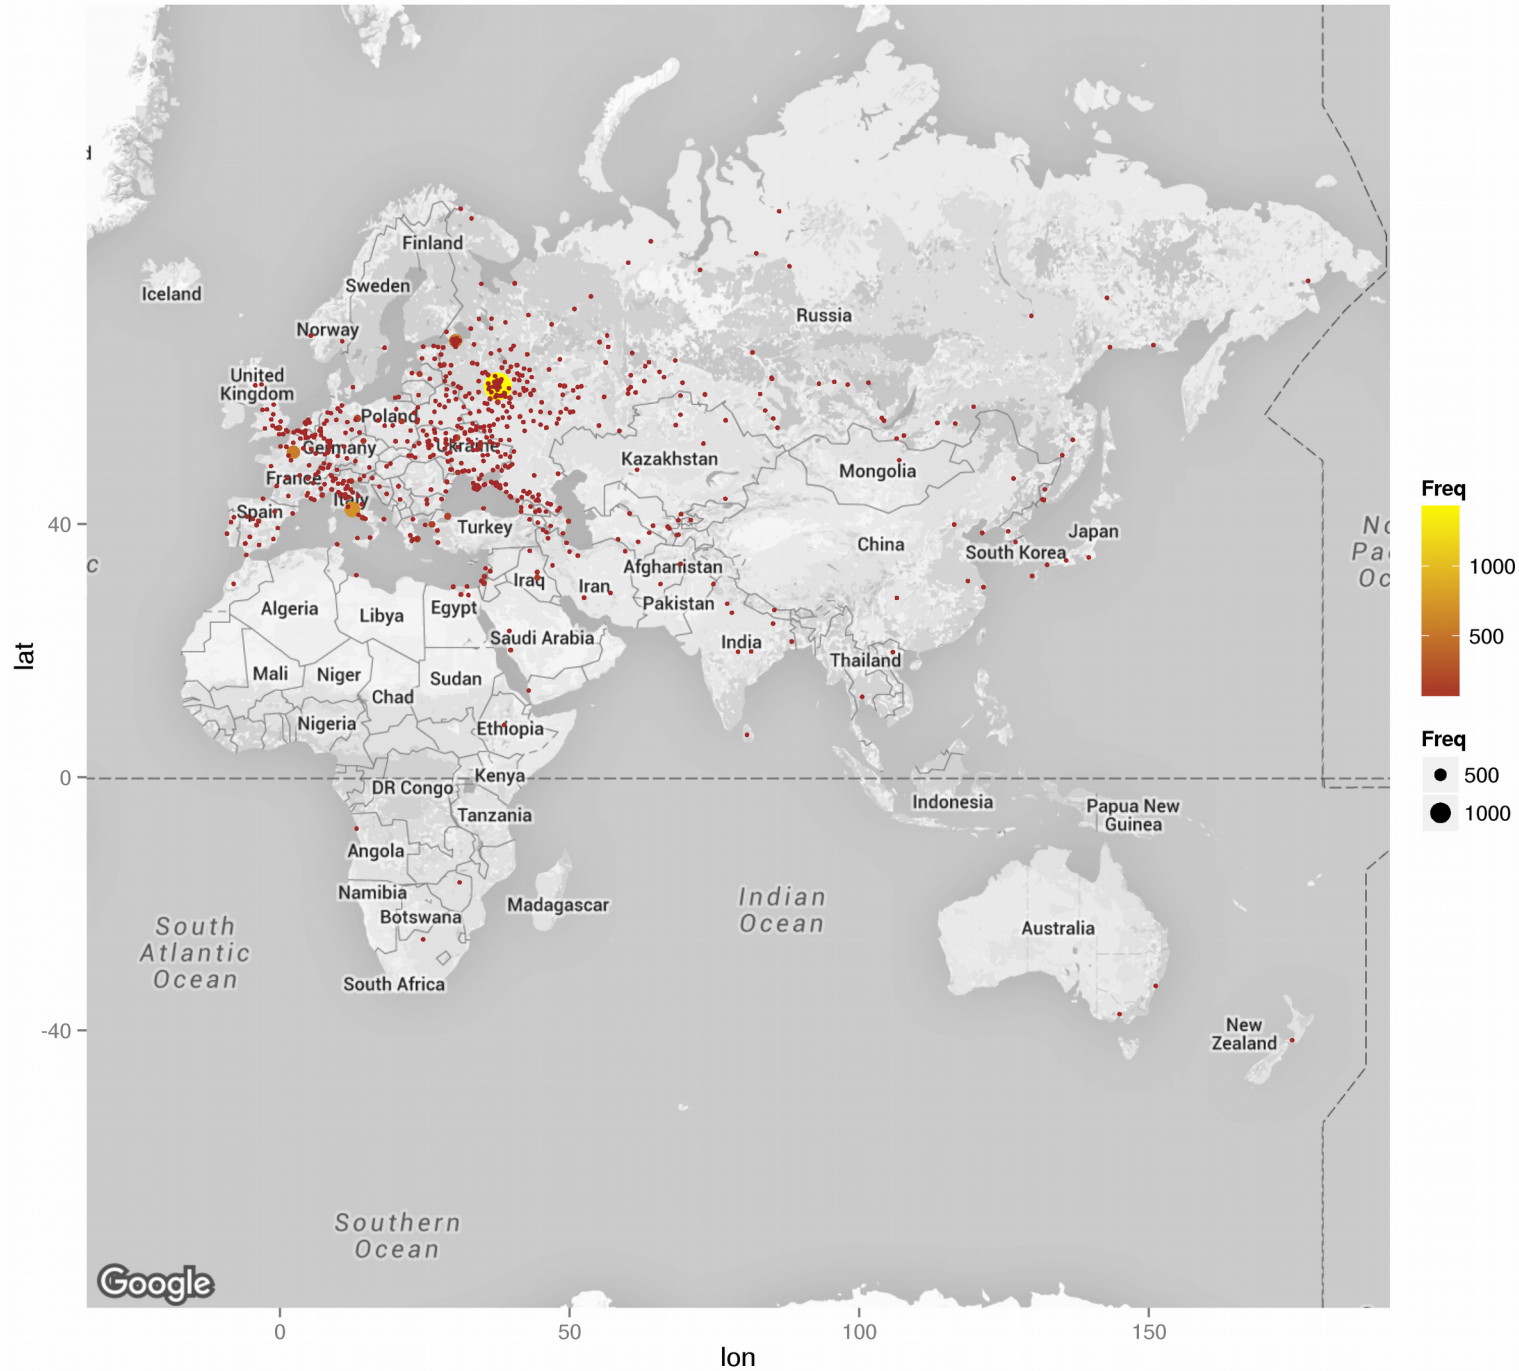 d
Finland
Iceland
Sweden
Norway
Russia
United
Kingdom
Poland
Germany
Ukraine
France
Kazakhstan
Mongolia
Italy
Spain
Turkey
China
Japan
South Korea
Afghanistan
Iraq
Iran
Pakistan
Algeria
Libya
Egypt
Saudi Arabia
India
Thailand
Mali
Niger
Chad
Sudan
Nigeria
Ethiopia
Kenya
DR Congo
Tanzania
Indonesia
Papua New
Guinea
Angola
Namibia
Botswana
Madagascar
South Africa
Australia
New
Zealand
c
No
Pac
Oc
South
Atlantic
Ocean
Indian
Ocean
Southern
Ocean
Google
40
0
-40
lat
0
50
100
150
lon
Freq
1000
500
Freq
500
1000